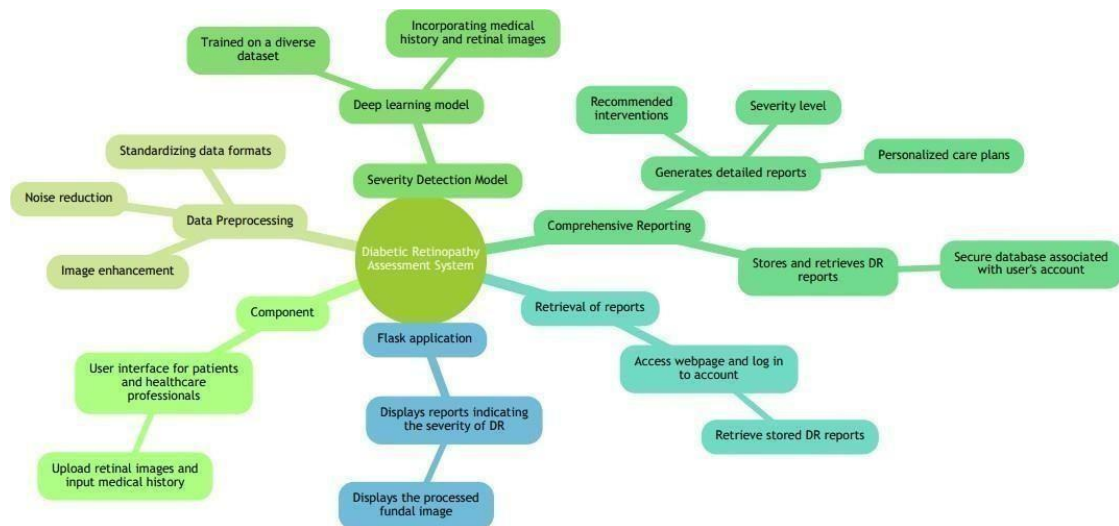 Incorporating medical
history and retinal images
Trained on a diverse
dataset
Deep learning model
Severity Detection Model
Recommended
interventions
Severity level
Personalized care plans
Generates detailed reports
Comprehensive Reporting
Stores and retrieves DR
reports
Secure database associated
with user's account
Standardizing data formats
Noise reduction
Data Preprocessing
Image enhancement
Diabetic Retinopathy
Assessment System
Component
User interface for patients
and healthcare
professionals
Upload retinal images and
input medical history
Flask application
Displays reports indicating
the severity of DR
Displays the processed
fundal image
Retrieval of reports
Access webpage and log in
to account
Retrieve stored DR reports